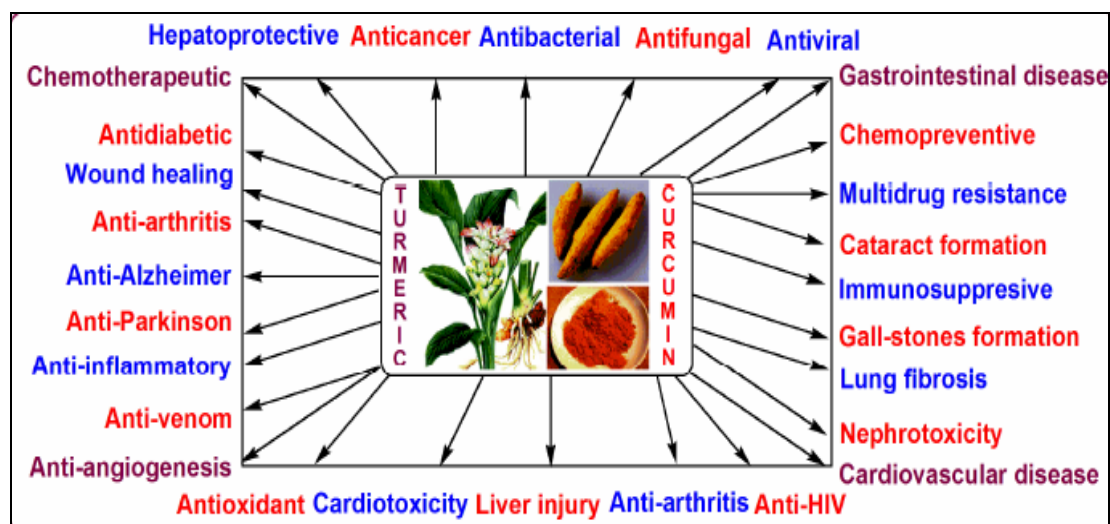 Hepatoprotective Anticancer Antibacterial Antifungal Antiviral
Chemotherapeutic
Antidiabetic
Wound healing
Anti-arthritis
Anti-Alzheimer
Anti-Parkinson
Anti-inflammatory
Anti-venom
Anti-angiogenesis
TURMERIC
CURCUMIN
Gastrointestinal disease
Chemopreventive
Multidrug resistance
Cataract formation
Immunosuppresive
Gall-stones formation
Lung fibrosis
Nephrotoxicity
Cardiovascular disease
Antioxidant Cardiotoxicity Liver injury Anti-arthritis Anti-HIV